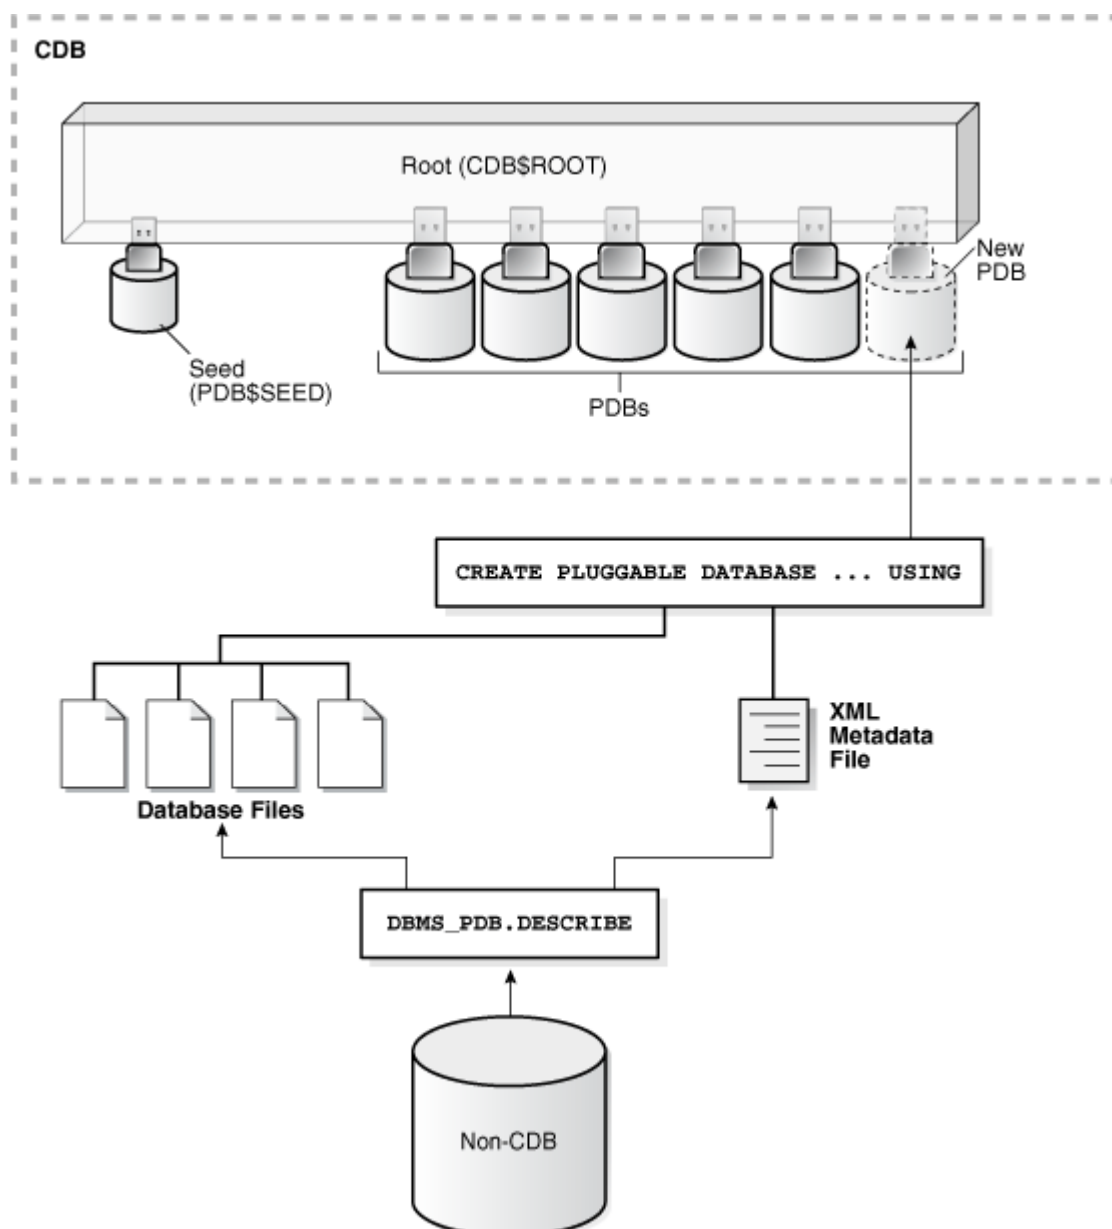 CDB
Root (CDB$ROOT)
New
PDB
Seed
(PDB$SEED)
PDBs
CREATE PLUGGABLE DATABASE ... USING
XML
Metadata
File
Database Files
DBMS_PDB.DESCRIBE
Non-CDB